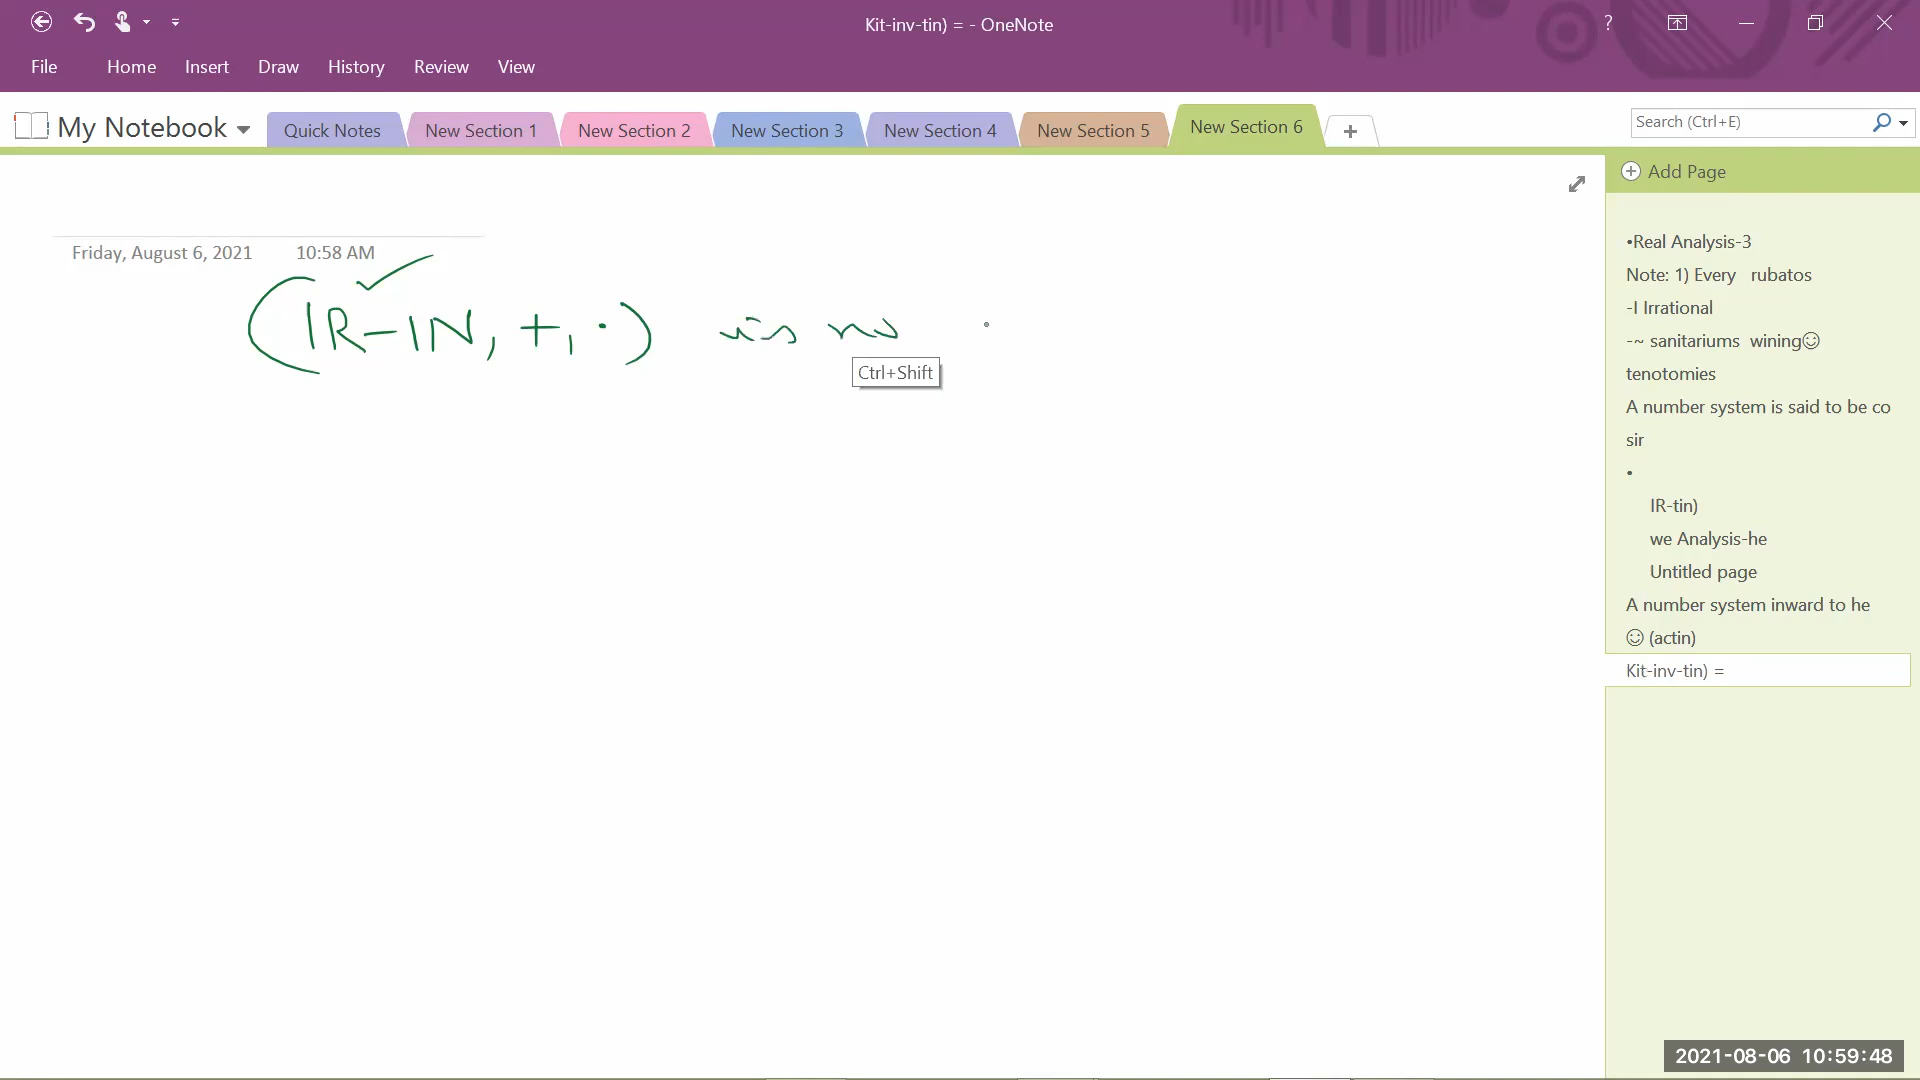 Kit-inv-tin) = - OneNote
?
File Home Insert Draw History Review View
My Notebook
Quick Notes New Section 1 New Section 2 New Section 3 New Section 4 New Section 5 New Section 6 +
Search (Ctrl+E)
Add Page
Friday, August 6, 2021 10:58 AM
(IR-IN, +, ·) is
Ctrl+Shift
•Real Analysis-3
Note: 1) Every rubatos
-I Irrational
-~ sanitariums wining☺
tenotomies
A number system is said to be co
sir
•
IR-tin)
we Analysis-he
Untitled page
A number system inward to he
☺ (actin)
Kit-inv-tin) =
2021-08-06 10:59:48